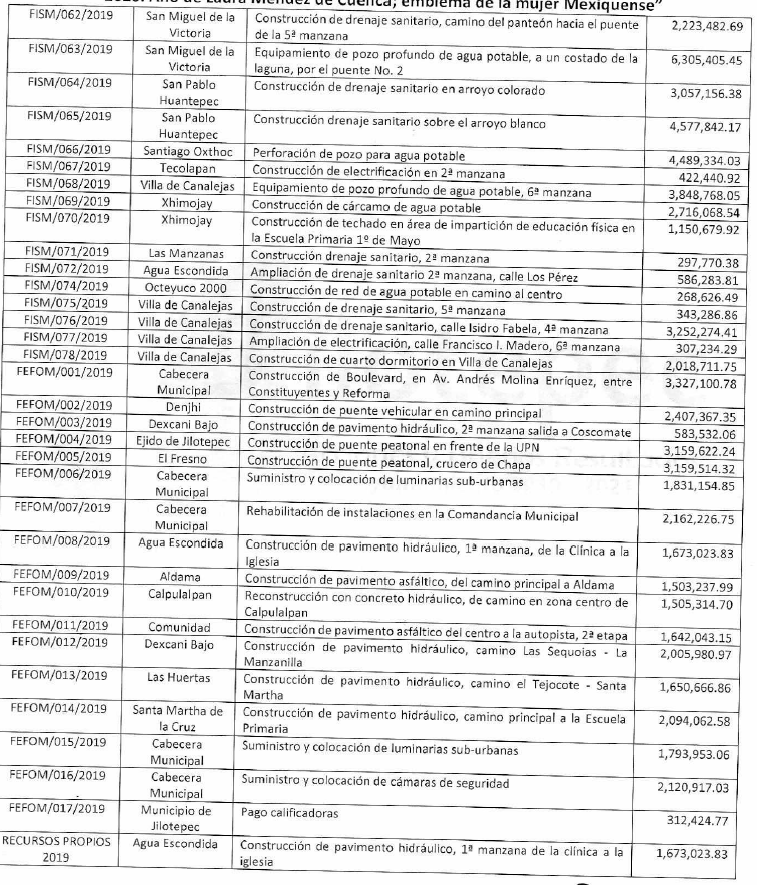 2020. Año de Laura Méndez de Cuenca; emblema de la mujer Mexiquense”
FISM/062/2019 San Miguel de la Victoria Construcción de drenaje sanitario, camino del panteón hacia el puente de la 5ª manzana 2,223,482.69
FISM/063/2019 San Miguel de la Victoria Equipamiento de pozo profundo de agua potable, a un costado de la laguna, por el puente No. 2 6,305,405.45
FISM/064/2019 San Pablo Huantepec Construcción de drenaje sanitario en arroyo colorado 3,057,156.38
FISM/065/2019 San Pablo Huantepec Construcción drenaje sanitario sobre el arroyo blanco 4,577,842.17
FISM/066/2019 Santiago Oxthoc Perforación de pozo para agua potable 4,489,334.03
FISM/067/2019 Tecolapan Construcción de electrificación en 2ª manzana 422,440.92
FISM/068/2019 Villa de Canalejas Equipamiento de pozo profundo de agua potable, 6ª manzana 3,848,768.05
FISM/069/2019 Xhimojay Construcción de cárcamo de agua potable 2,716,068.54
FISM/070/2019 Xhimojay Construcción de techado en área de impartición de educación física en la Escuela Primaria 1º de Mayo 1,150,679.92
FISM/071/2019 Las Manzanas Construcción drenaje sanitario, 2ª manzana 297,770.38
FISM/072/2019 Agua Escondida Ampliación de drenaje sanitario 2ª manzana, calle Los Pérez 586,283.81
FISM/074/2019 Octeyuco 2000 Construcción de red de agua potable en camino al centro 268,626.49
FISM/075/2019 Villa de Canalejas Construcción de drenaje sanitario, 5ª manzana 343,286.86
FISM/076/2019 Villa de Canalejas Construcción de drenaje sanitario, calle Isidro Fabela, 4ª manzana 3,252,274.41
FISM/077/2019 Villa de Canalejas Ampliación de electrificación, calle Francisco I. Madero, 6ª manzana 307,234.29
FISM/078/2019 Villa de Canalejas Construcción de cuarto dormitorio en Villa de Canalejas 2,018,711.75
FEFOM/001/2019 Cabecera Municipal Construcción de Boulevard, en Av. Andrés Molina Enríquez, entre Constituyentes y Reforma 3,327,100.78
FEFOM/002/2019 Denjhi Construcción de puente vehicular en camino principal 2,407,367.35
FEFOM/003/2019 Dexcani Bajo Construcción de pavimento hidráulico, 2ª manzana salida a Coscomate 583,532.06
FEFOM/004/2019 Ejido de Jilotepec Construcción de puente peatonal en frente de la UPN 3,159,622.24
FEFOM/005/2019 El Fresno Construcción de puente peatonal, crucero de Chapa 3,159,514.32
FEFOM/006/2019 Cabecera Municipal Suministro y colocación de luminarias sub-urbanas 1,831,154.85
FEFOM/007/2019 Cabecera Municipal Rehabilitación de instalaciones en la Comandancia Municipal 2,162,226.75
FEFOM/008/2019 Agua Escondida Construcción de pavimento hidráulico, 1ª manzana, de la Clínica a la Iglesia 1,673,023.83
FEFOM/009/2019 Aldama Construcción de pavimento asfáltico, del camino principal a Aldama 1,503,237.99
FEFOM/010/2019 Calpulalpan Reconstrucción con concreto hidráulico, de camino en zona centro de Calpulalpan 1,505,314.70
FEFOM/011/2019 Comunidad Construcción de pavimento asfáltico del centro a la autopista, 2ª etapa 1,642,043.15
FEFOM/012/2019 Dexcani Bajo Construcción de pavimento hidráulico, camino Las Sequoias - La Manzanilla 2,005,980.97
FEFOM/013/2019 Las Huertas Construcción de pavimento hidráulico, camino el Tejocote - Santa Martha 1,650,666.86
FEFOM/014/2019 Santa Martha de la Cruz Construcción de pavimento hidráulico, camino principal a la Escuela Primaria 2,094,062.58
FEFOM/015/2019 Cabecera Municipal Suministro y colocación de luminarias sub-urbanas 1,793,953.06
FEFOM/016/2019 Cabecera Municipal Suministro y colocación de cámaras de seguridad 2,120,917.03
FEFOM/017/2019 Municipio de Jilotepec Pago calificadoras 312,424.77
RECURSOS PROPIOS 2019 Agua Escondida Construcción de pavimento hidráulico, 1ª manzana de la clínica a la iglesia 1,673,023.83